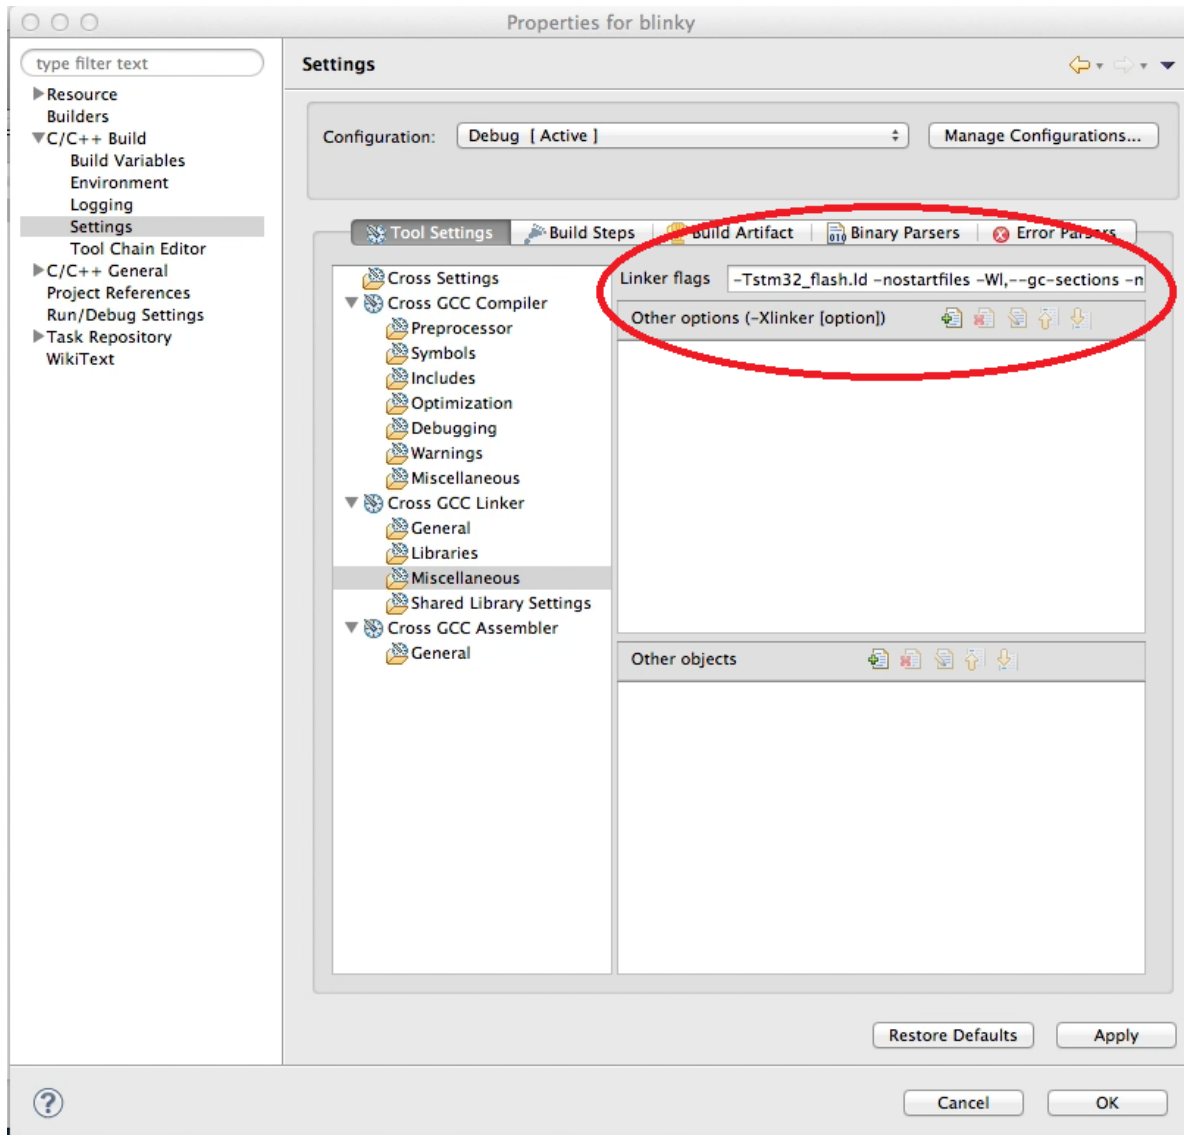 Properties for blinky
type filter text
Resource
Builders
C/C++ Build
Build Variables
Environment
Logging
Settings
Tool Chain Editor
C/C++ General
Project References
Run/Debug Settings
Task Repository
WikiText
Settings
Configuration: Debug [ Active ] Manage Configurations...
Tool Settings Build Steps Build Artifact Binary Parsers Error Parsers
Cross Settings
Cross GCC Compiler
Preprocessor
Symbols
Includes
Optimization
Debugging
Warnings
Miscellaneous
Cross GCC Linker
General
Libraries
Miscellaneous
Shared Library Settings
Cross GCC Assembler
General
Linker flags -Tstm32_flash.ld -nostartfiles -Wl,--gc-sections -n
Other options (-Xlinker [option])
Other objects
Restore Defaults Apply
Cancel OK